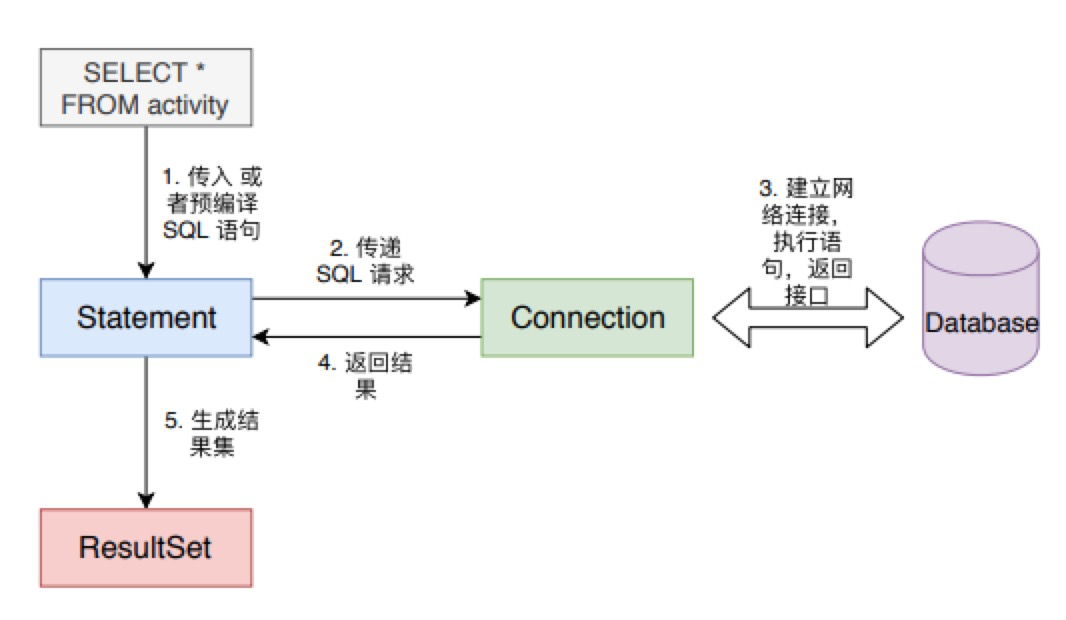 SELECT *
FROM activity
1. 传入 或
者预编译
SQL 语句
2. 传递
SQL 请求
3. 建立网
络连接，
执行语
句，返回
接口
Statement
Connection
Database
4. 返回结
果
5. 生成结
果集
ResultSet